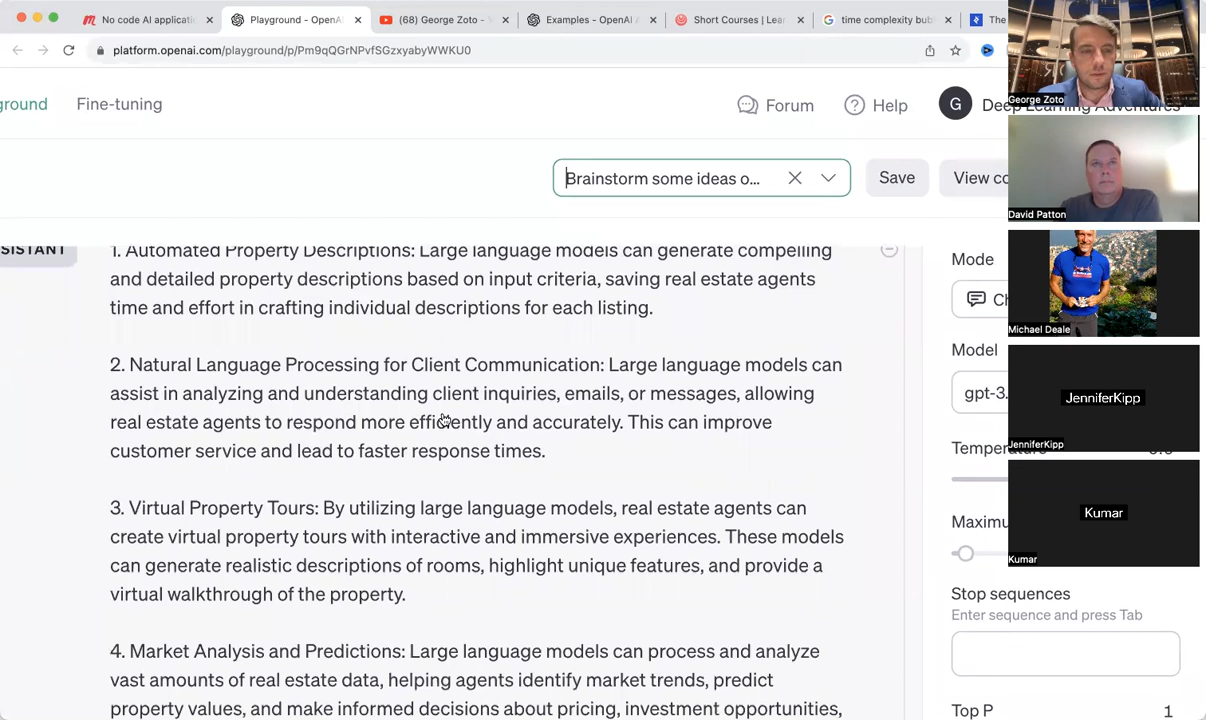 No code AI applicatio
Playground - OpenAI
(68) George Zoto - Y
Examples - OpenAI A
Short Courses | Lear
time complexity bub
The
platform.openai.com/playground/p/Pm9qQGrNPvfSGzxyabyWWKU0
ground
Fine-tuning
Forum
Help
G
Deep Learning Adventures
Brainstorm some ideas o...
Save
View co
SISTANT
1. Automated Property Descriptions: Large language models can generate compelling
and detailed property descriptions based on input criteria, saving real estate agents
time and effort in crafting individual descriptions for each listing.
2. Natural Language Processing for Client Communication: Large language models can
assist in analyzing and understanding client inquiries, emails, or messages, allowing
real estate agents to respond more efficiently and accurately. This can improve
customer service and lead to faster response times.
3. Virtual Property Tours: By utilizing large language models, real estate agents can
create virtual property tours with interactive and immersive experiences. These models
can generate realistic descriptions of rooms, highlight unique features, and provide a
virtual walkthrough of the property.
4. Market Analysis and Predictions: Large language models can process and analyze
vast amounts of real estate data, helping agents identify market trends, predict
property values, and make informed decisions about pricing, investment opportunities,
Mode
Ch
Model
gpt-3.
Temperatu
Maximu
Stop sequences
Enter sequence and press Tab
Top P
1
George Zoto
David Patton
Michael Deale
JenniferKipp
JenniferKipp
Kumar
Kumar